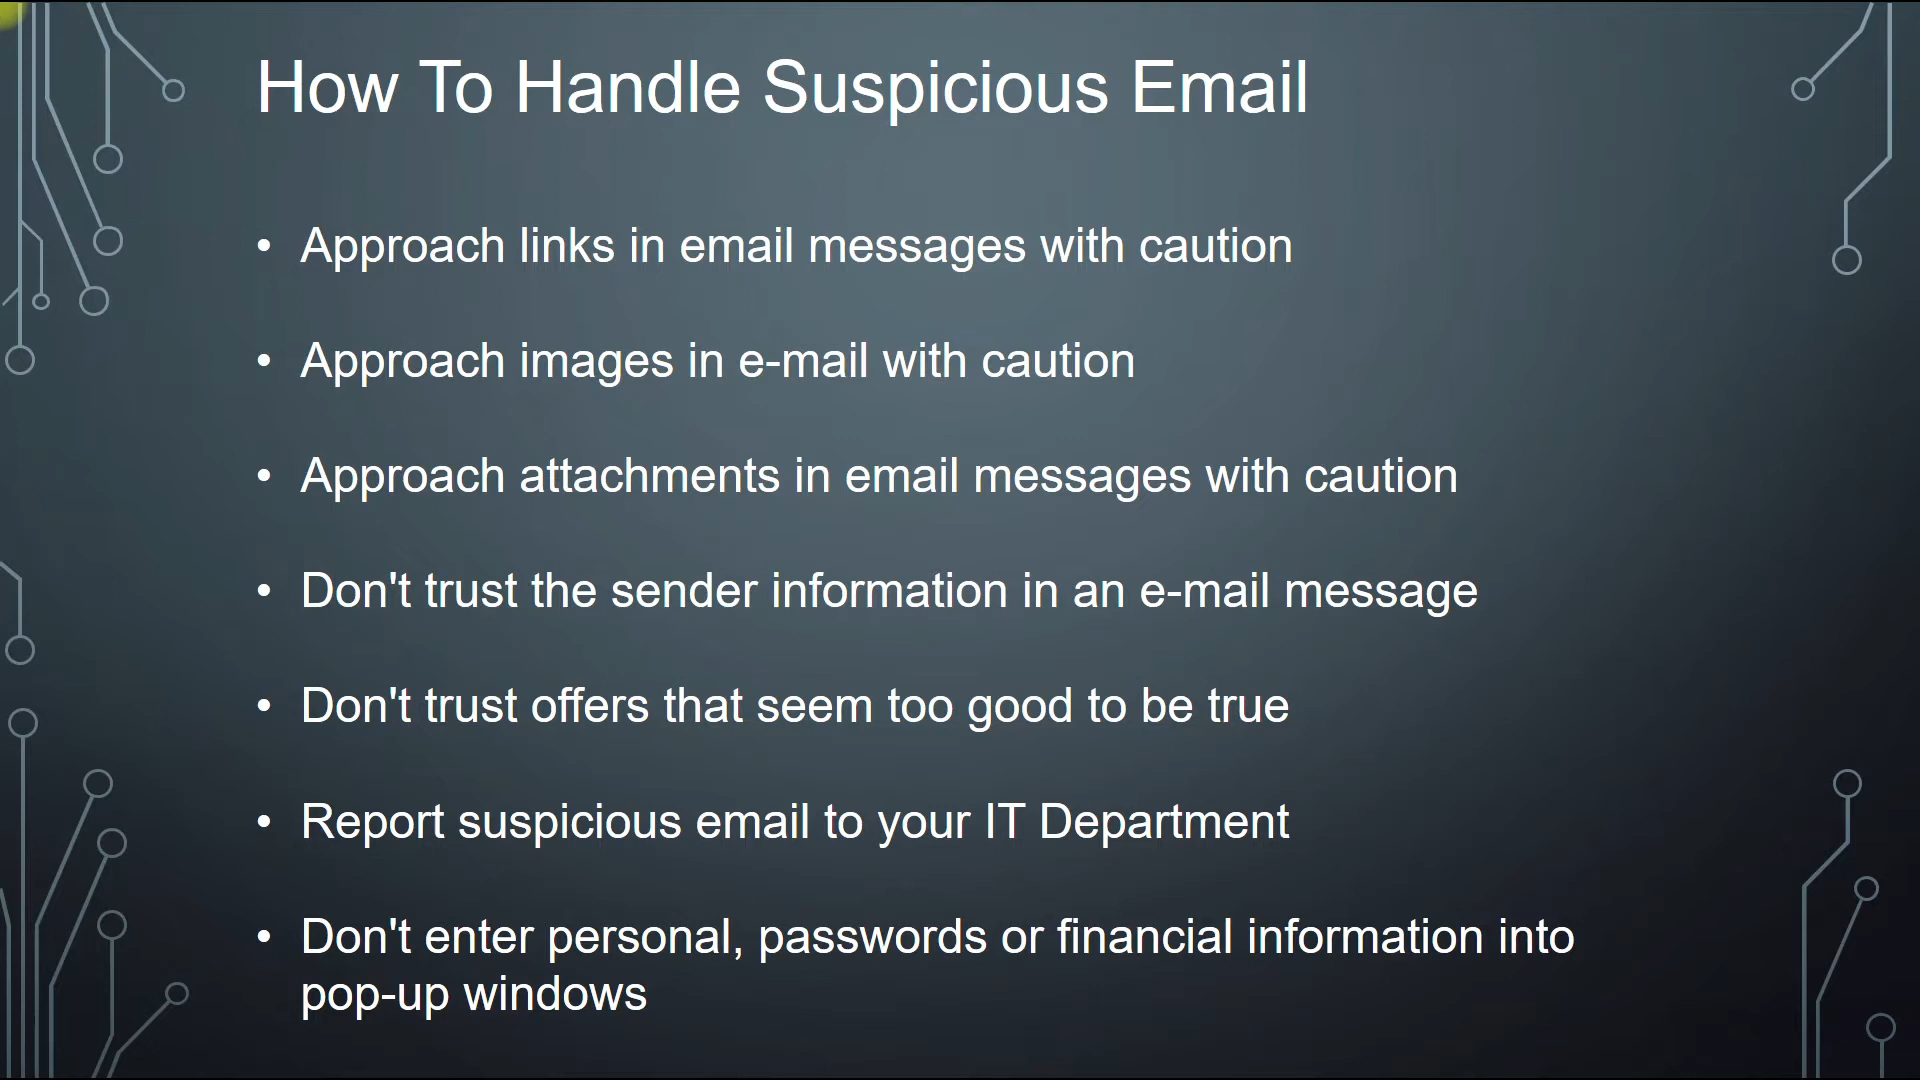 How To Handle Suspicious Email
• Approach links in email messages with caution
• Approach images in e-mail with caution
• Approach attachments in email messages with caution
• Don't trust the sender information in an e-mail message
• Don't trust offers that seem too good to be true
• Report suspicious email to your IT Department
• Don't enter personal, passwords or financial information into
pop-up windows